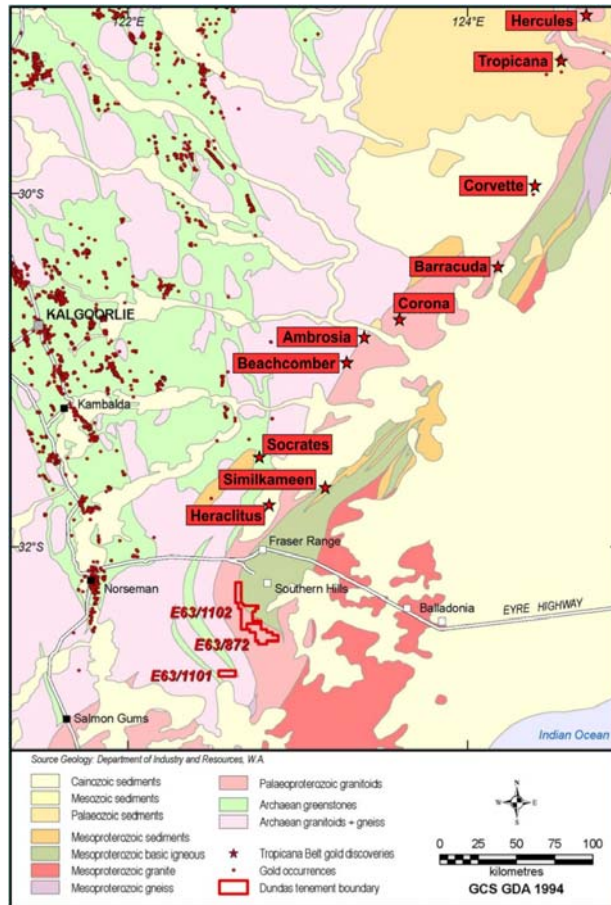 122°E
124°E
Hercules
Tropicana
30°S
Corvette
Barracuda
Corona
KALGOORLIE
Ambrosia
Beachcomber
Kambalda
Socrates
Similkameen
Heraclitus
32°S
Fraser Range
Norseman
Southern Hills
E63/1102
Balladonia
EYRE HIGHWAY
E63/872
E63/1101
Salmon Gums
Indian Ocean
Source Geology: Department of Industry and Resources, W.A.
Cainozoic sediments
Mesozoic sediments
Palaeozoic sediments
Mesoproterozoic sediments
Mesoproterozoic basic igneous
Mesoproterozoic granite
Mesoproterozoic gneiss
Palaeoproterozoic granitoids
Archaean greenstones
Archaean granitoids + gneiss
Tropicana Belt gold discoveries
Gold occurrences
Dundas tenement boundary
N
W
E
S
0 25 50 75 100
kilometres
GCS GDA 1994